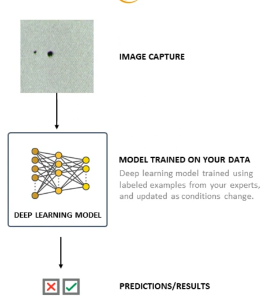 IMAGE CAPTURE
MODEL TRAINED ON YOUR DATA
Deep learning model trained using
labeled examples from your experts,
and updated as conditions change.
DEEP LEARNING MODEL
PREDICTIONS/RESULTS